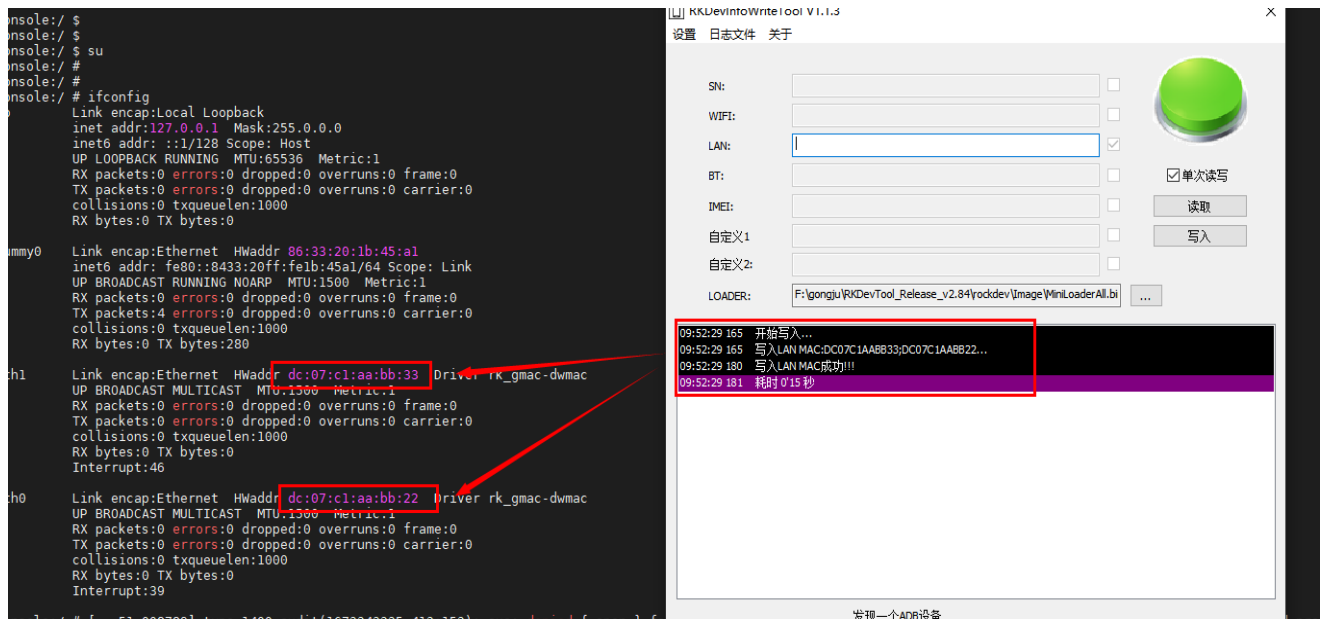 onsole:/ $
onsole:/ $
onsole:/ $ su
onsole:/ #
onsole:/ #
onsole:/ # ifconfig
Link encap:Local Loopback
inet addr:127.0.0.1 Mask:255.0.0.0
inet6 addr: ::1/128 Scope: Host
UP LOOPBACK RUNNING MTU:65536 Metric:1
RX packets:0 errors:0 dropped:0 overruns:0 frame:0
TX packets:0 errors:0 dropped:0 overruns:0 carrier:0
collisions:0 txqueuelen:1000
RX bytes:0 TX bytes:0
ummy0 Link encap:Ethernet HWaddr 86:33:20:1b:45:a1
inet6 addr: fe80::8433:20ff:fe1b:45a1/64 Scope: Link
UP BROADCAST RUNNING NOARP MTU:1500 Metric:1
RX packets:0 errors:0 dropped:0 overruns:0 frame:0
TX packets:4 errors:0 dropped:0 overruns:0 carrier:0
collisions:0 txqueuelen:1000
RX bytes:0 TX bytes:280
th1 Link encap:Ethernet HWaddr dc:07:c1:aa:bb:33 Driver rk_gmac-dwmac
UP BROADCAST MULTICAST MTU:1500 Metric:1
RX packets:0 errors:0 dropped:0 overruns:0 frame:0
TX packets:0 errors:0 dropped:0 overruns:0 carrier:0
collisions:0 txqueuelen:1000
RX bytes:0 TX bytes:0
Interrupt:46
th0 Link encap:Ethernet HWaddr dc:07:c1:aa:bb:22 Driver rk_gmac-dwmac
UP BROADCAST MULTICAST MTU:1500 Metric:1
RX packets:0 errors:0 dropped:0 overruns:0 frame:0
TX packets:0 errors:0 dropped:0 overruns:0 carrier:0
collisions:0 txqueuelen:1000
RX bytes:0 TX bytes:0
Interrupt:39
RKDevInfoWriteTool V1.1.3
设置 日志文件 关于
SN:
WIFI:
LAN:
BT:
IMEI:
自定义1
自定义2:
LOADER: F:\gongju\RKDevTool_Release_v2.84\rockdev\Image\MiniLoaderAll.bi ...
单次读写
读取
写入
09:52:29 165 开始写入...
09:52:29 165 写入LAN MAC:DC07C1AABB33;DC07C1AABB22...
09:52:29 180 写入LAN MAC成功!!!
09:52:29 181 耗时 0'15 秒
发现一个ADB设备